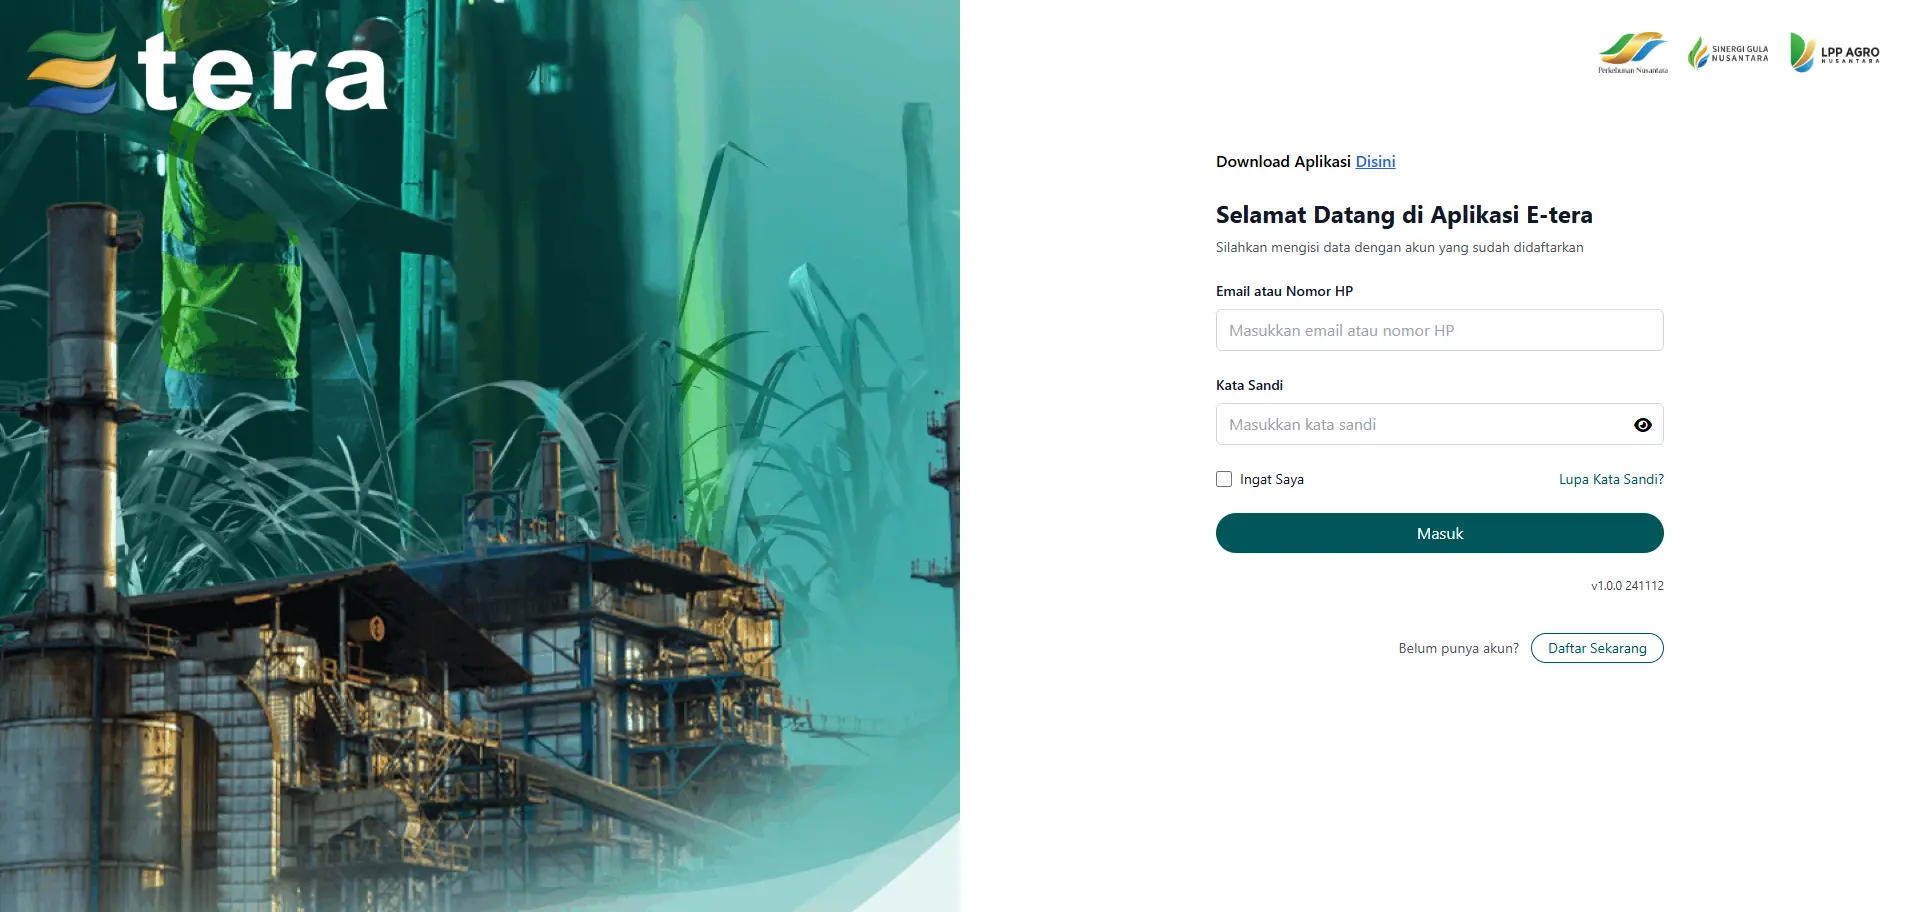 tera
Perkebunan Nusantara
SINERGI GULA
NUSANTARA
LPP AGRO
NUSANTARA
Download Aplikasi Disini
Selamat Datang di Aplikasi E-tera
Silahkan mengisi data dengan akun yang sudah didaftarkan
Email atau Nomor HP
Masukkan email atau nomor HP
Kata Sandi
Masukkan kata sandi
Ingat Saya
Lupa Kata Sandi?
Masuk
v1.0.0 241112
Belum punya akun?
Daftar Sekarang